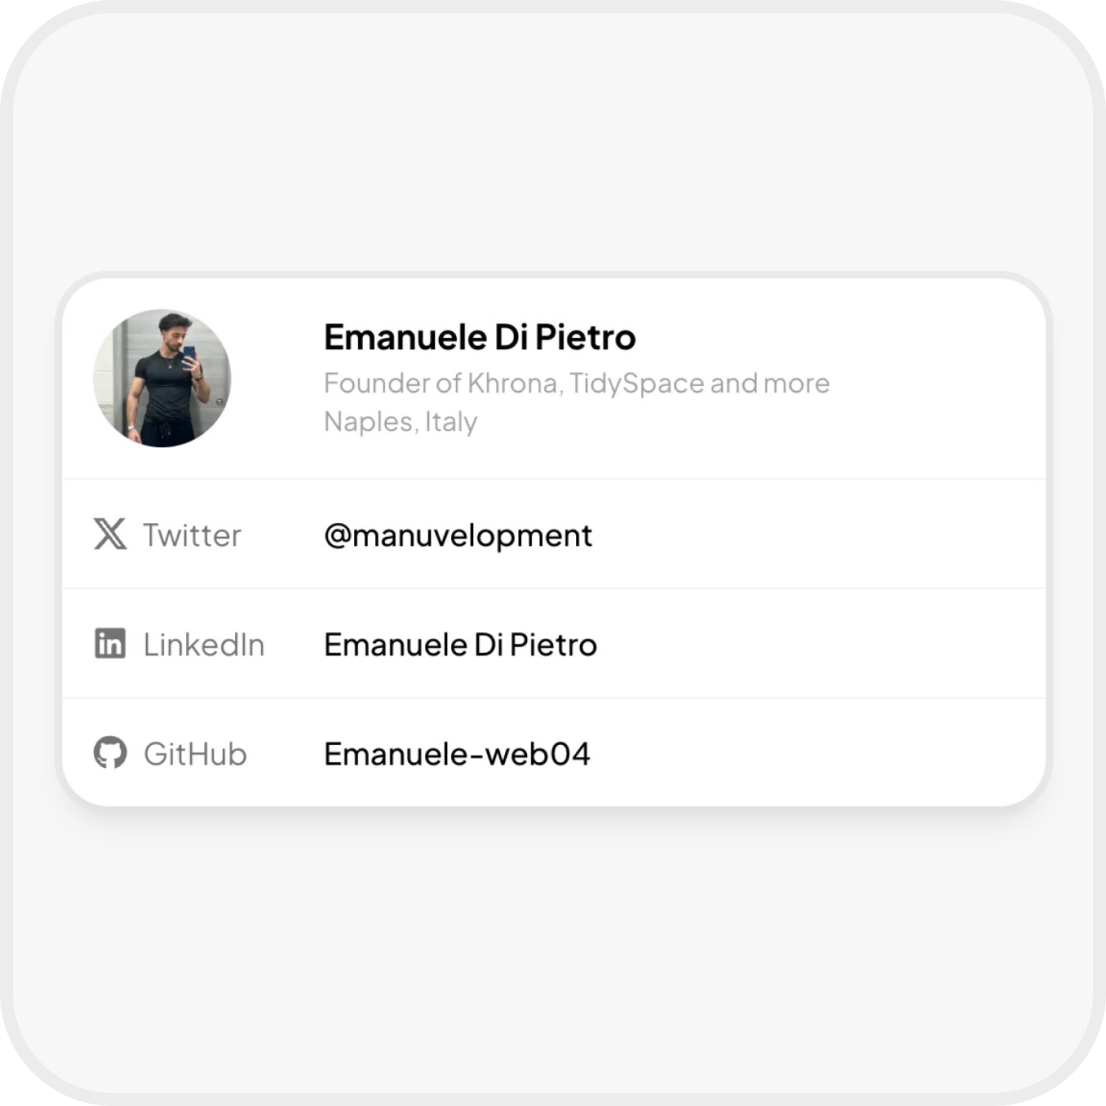 Emanuele Di Pietro
Founder of Khrona, TidySpace and more
Naples, Italy
Twitter @manuvelopment
in LinkedIn Emanuele Di Pietro
GitHub Emanuele-web04